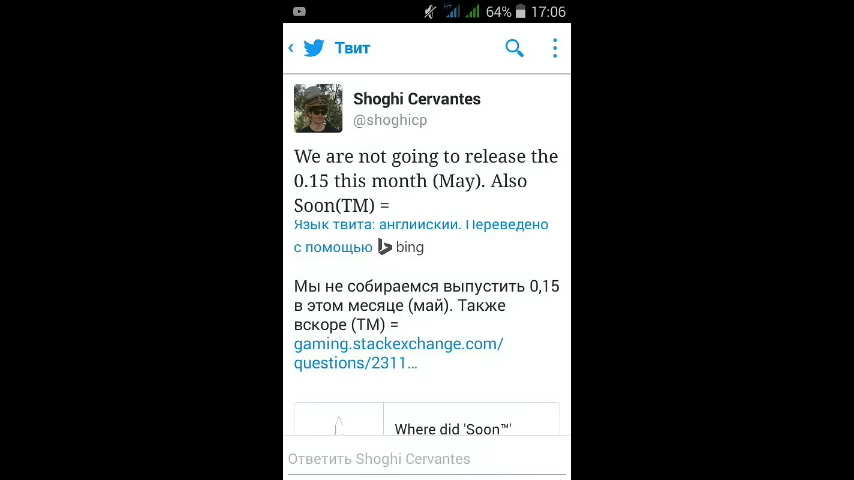 64% 17:06
Твит
Shoghi Cervantes
@shoghicp
We are not going to release the
0.15 this month (May). Also
Soon(TM) =
Язык твита: английский. Переведено
с помощью bing
Мы не собираемся выпустить 0,15
в этом месяце (май). Также
вскоре (TM) =
gaming.stackexchange.com/
questions/2311...
Where did 'Soon™'
Ответить Shoghi Cervantes